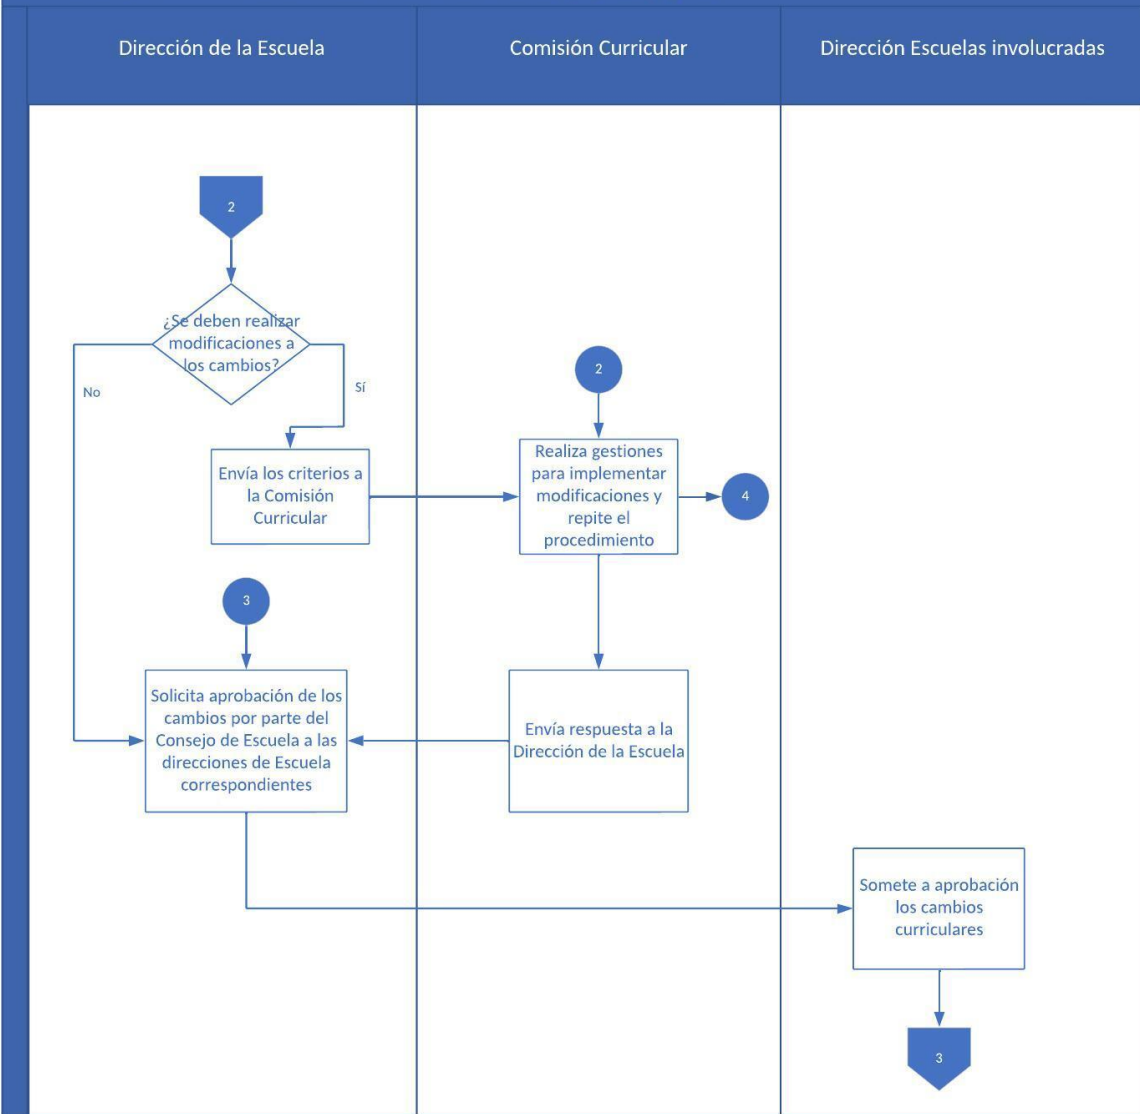 Dirección de la Escuela
Comisión Curricular
Dirección Escuelas involucradas
2
¿Se deben realizar
modificaciones a
los cambios?
No
Sí
2
Envía los criterios a
la Comisión
Curricular
Realiza gestiones
para implementar
modificaciones y
repite el
procedimiento
4
3
Solicita aprobación de los
cambios por parte del
Consejo de Escuela a las
direcciones de Escuela
correspondientes
Envía respuesta a la
Dirección de la Escuela
Somete a aprobación
los cambios
curriculares
3